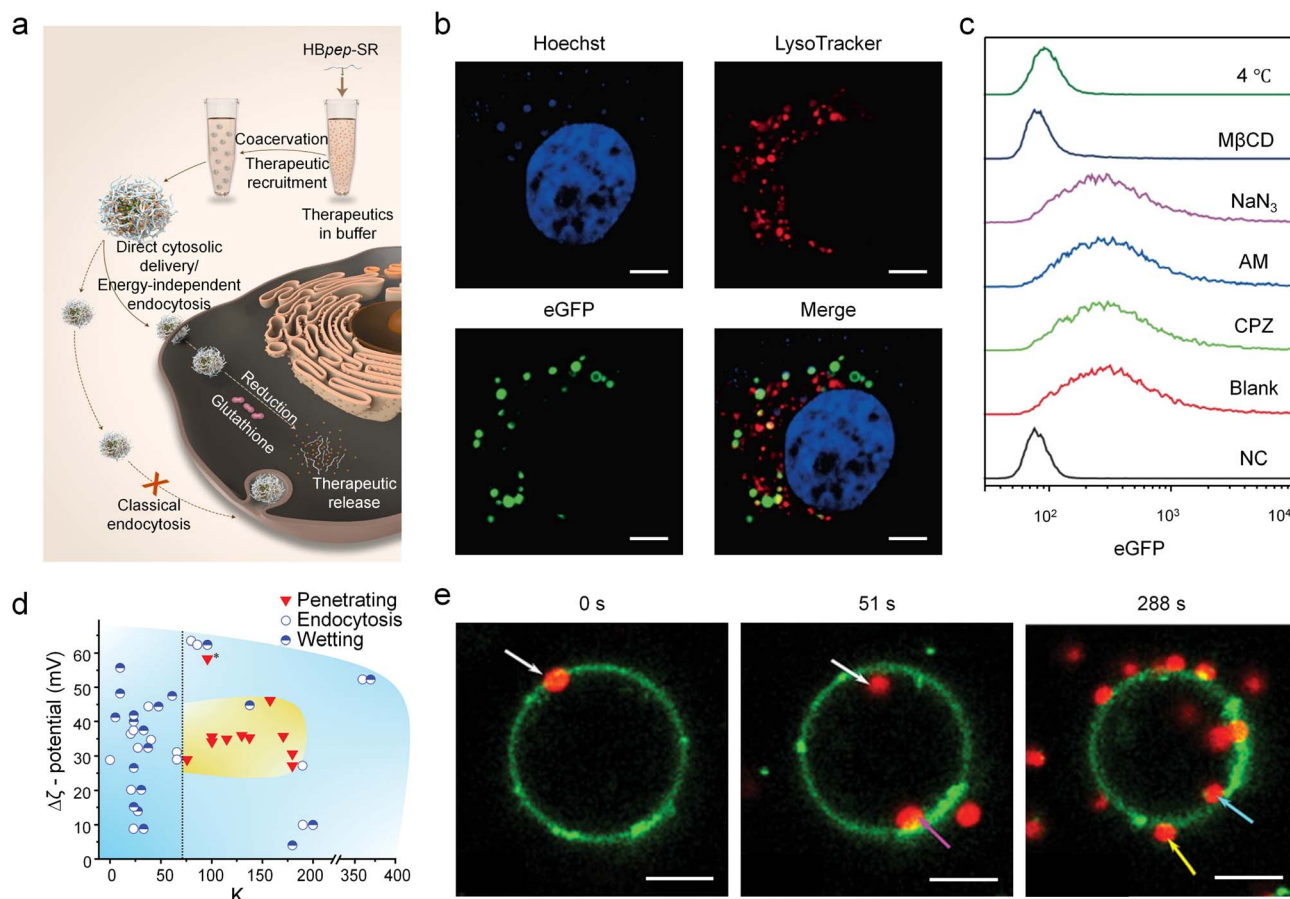 a
HBpep-SR
Coacervation
Therapeutic
recruitment
Therapeutics
in buffer
Direct cytosolic
delivery/
Energy-independent
endocytosis
Reduction
Glutathione
Therapeutic
release
Classical
endocytosis
b
Hoechst
LysoTracker
eGFP
Merge
c
4 ℃
MβCD
NaN₃
AM
CPZ
Blank
NC
10² 10³ 10⁴
eGFP
d
Penetrating
Endocytosis
Wetting
*
Δζ - potential (mV)
60
50
40
30
20
10
0
0 50 100 150 200 350 400
e
0 s
51 s
288 s